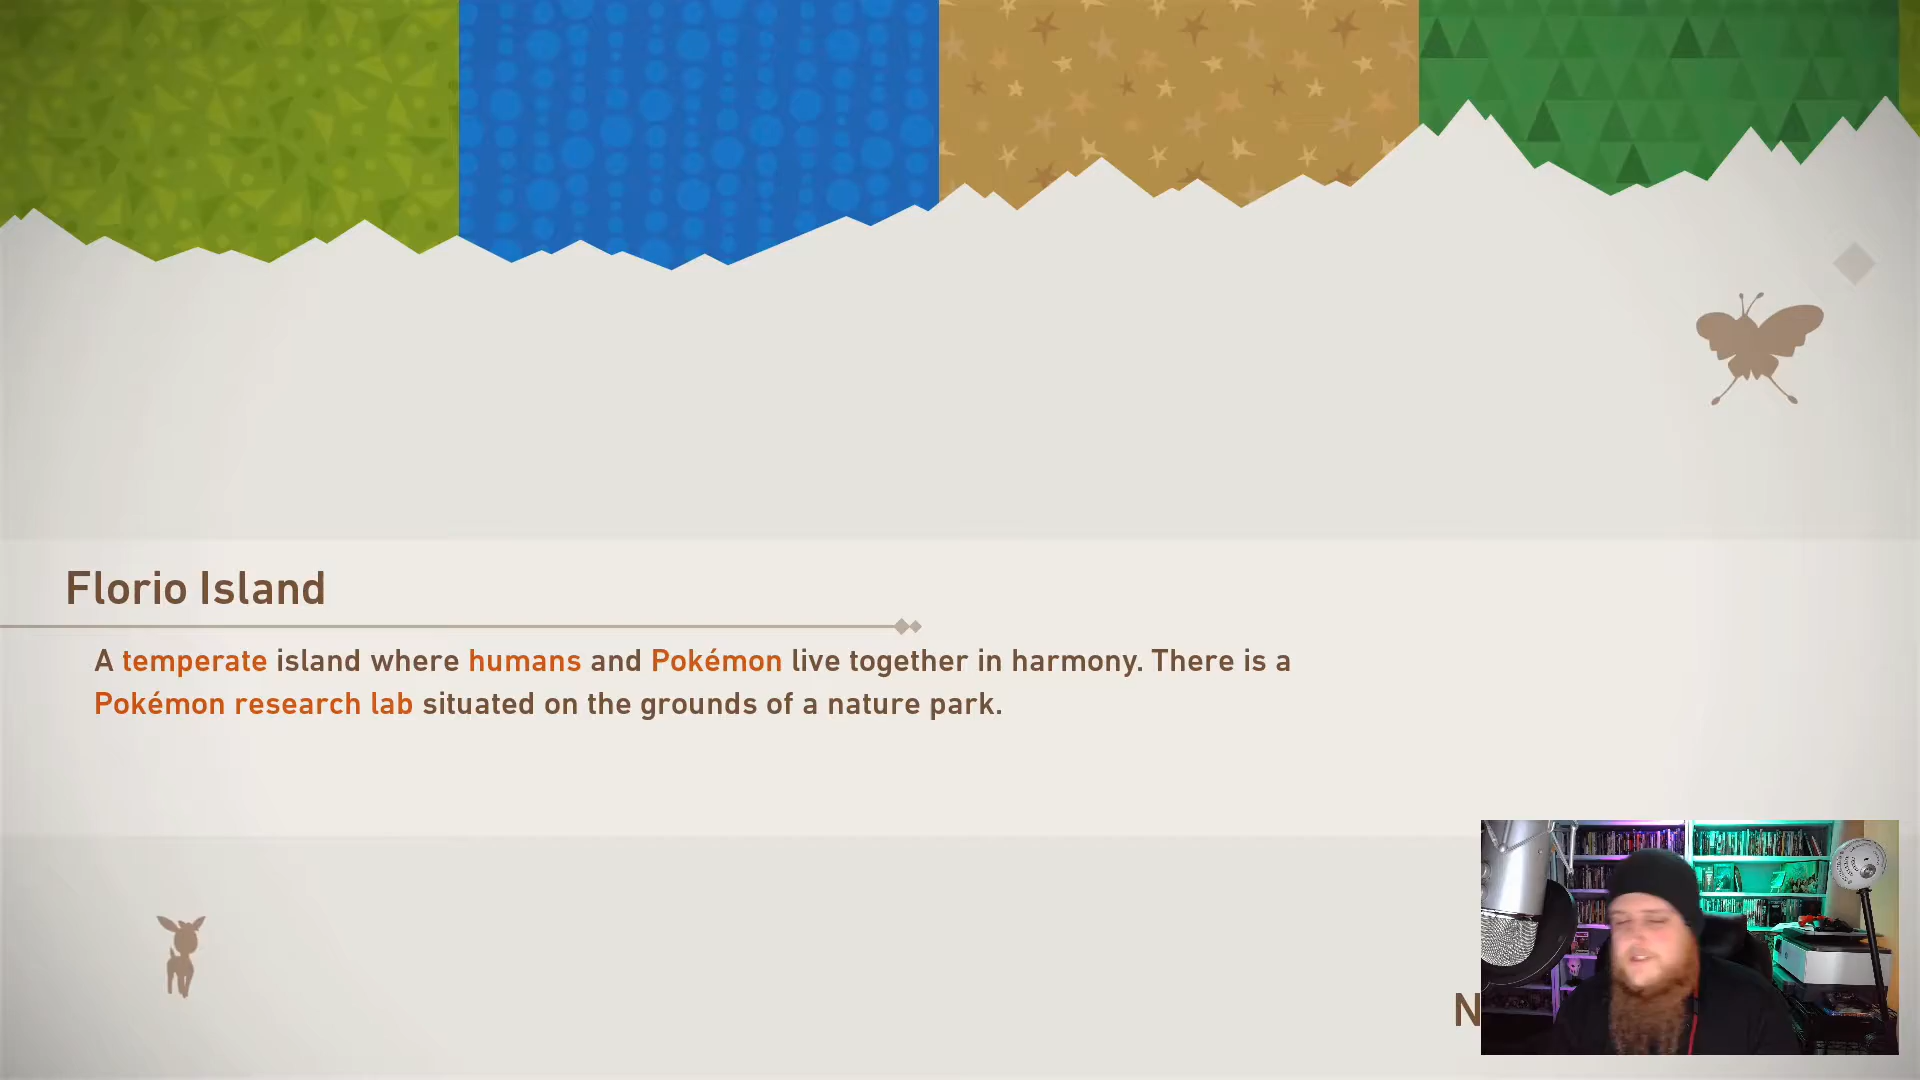 Florio Island
A temperate island where humans and Pokémon live together in harmony. There is a
Pokémon research lab situated on the grounds of a nature park.
N